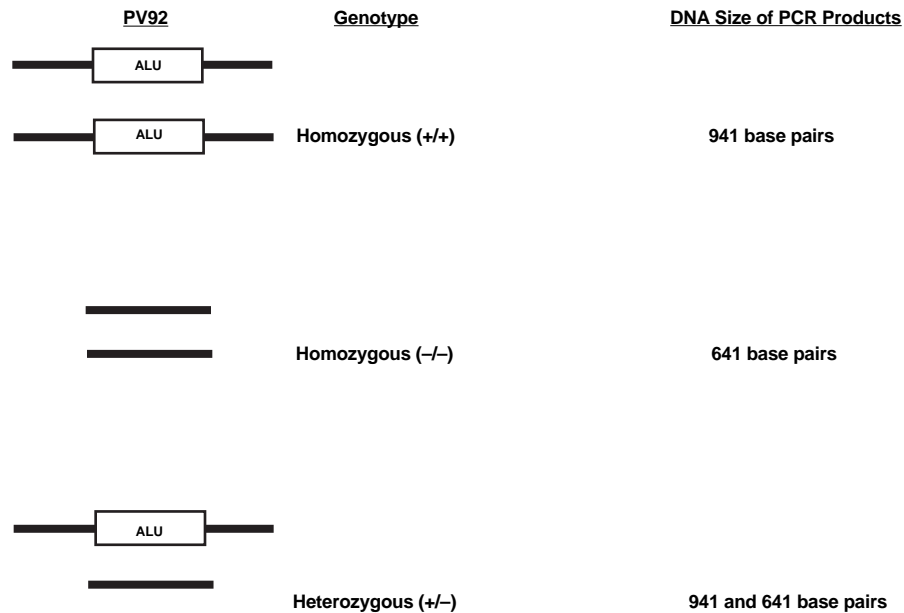 PV92 Genotype DNA Size of PCR Products
ALU
ALU Homozygous (+/+) 941 base pairs
Homozygous (–/–) 641 base pairs
ALU
Heterozygous (+/–) 941 and 641 base pairs